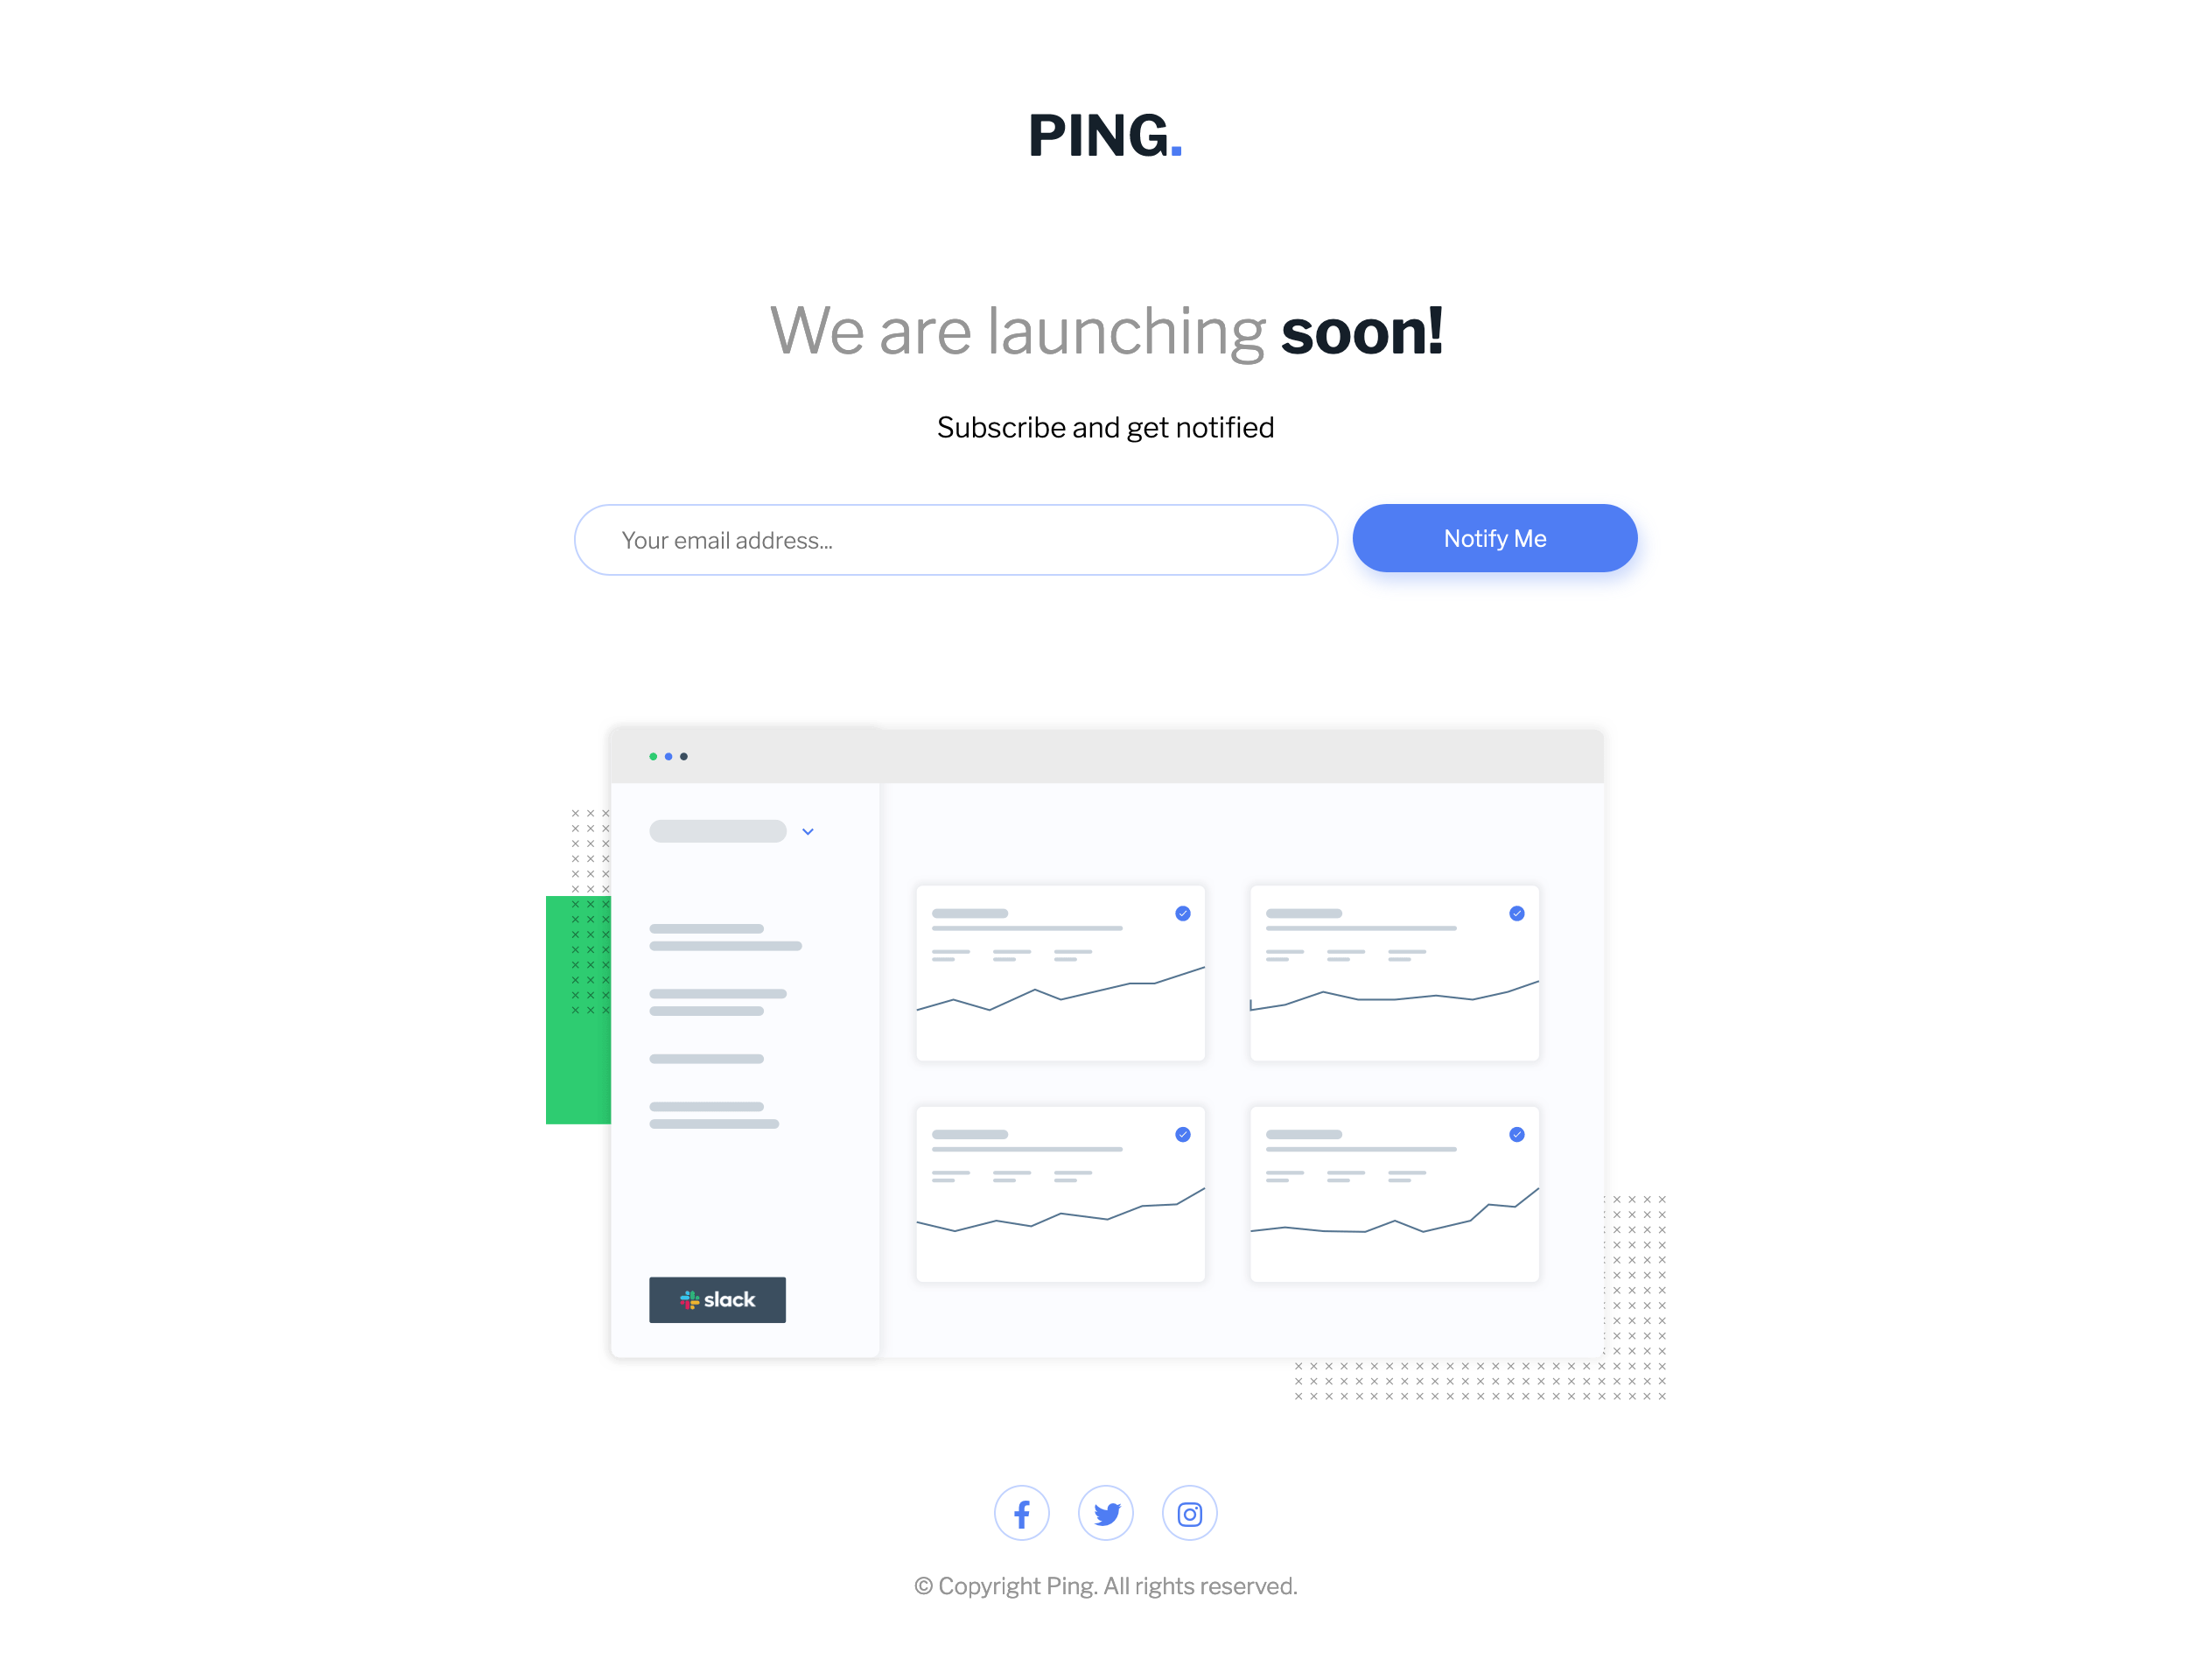 PING.
We are launching soon!
Subscribe and get notified
Your email address...
Notify Me
slack
© Copyright Ping. All rights reserved.